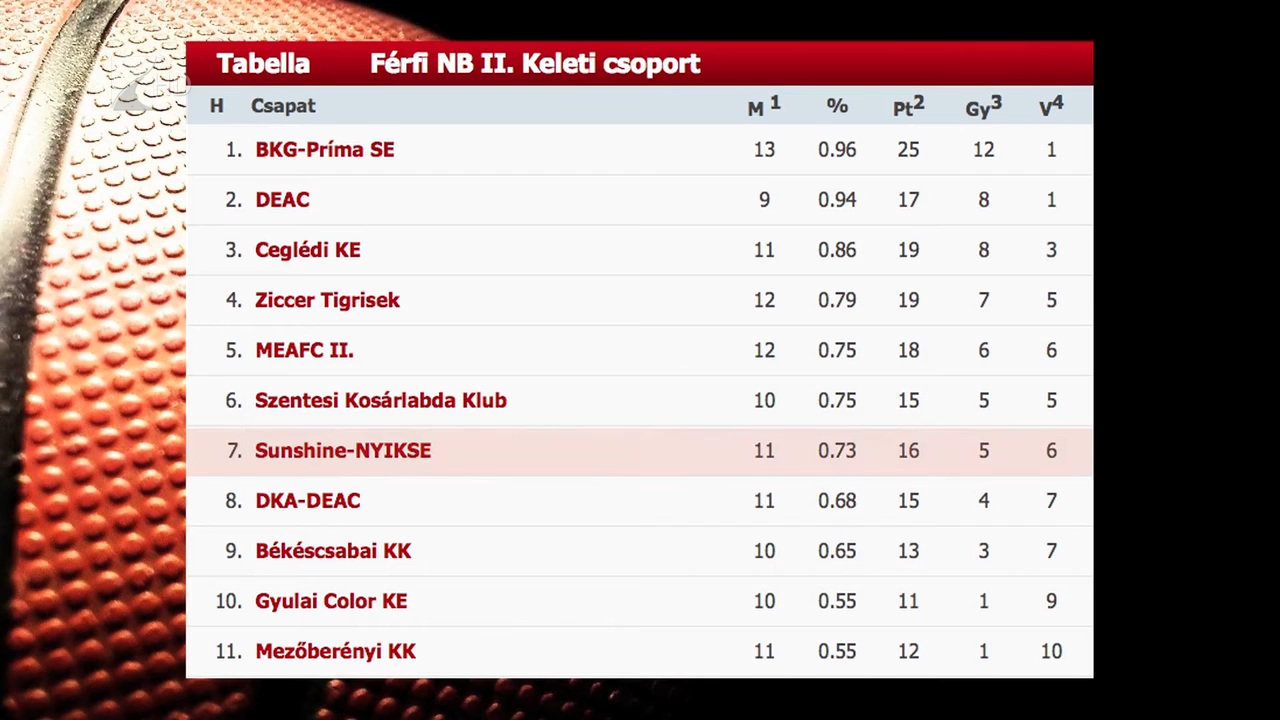 Tabella Férfi NB II. Keleti csoport
H Csapat M 1 % Pt2 Gy3 V4
1. BKG-Príma SE 13 0.96 25 12 1
2. DEAC 9 0.94 17 8 1
3. Ceglédi KE 11 0.86 19 8 3
4. Ziccer Tigrisek 12 0.79 19 7 5
5. MEAFC II. 12 0.75 18 6 6
6. Szentesi Kosárlabda Klub 10 0.75 15 5 5
7. Sunshine-NYIKSE 11 0.73 16 5 6
8. DKA-DEAC 11 0.68 15 4 7
9. Békéscsabai KK 10 0.65 13 3 7
10. Gyulai Color KE 10 0.55 11 1 9
11. Mezőberényi KK 11 0.55 12 1 10